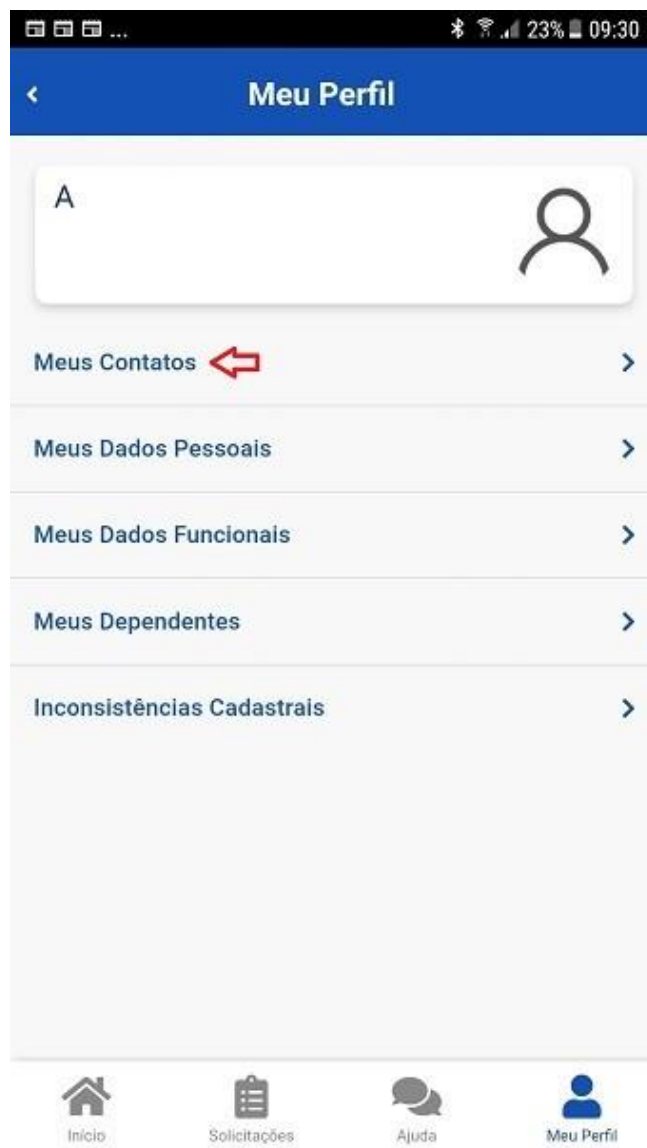 ... 23% 09:30
Meu Perfil
A
Meus Contatos
Meus Dados Pessoais
Meus Dados Funcionais
Meus Dependentes
Inconsistências Cadastrais
Início Solicitações Ajuda Meu Perfil